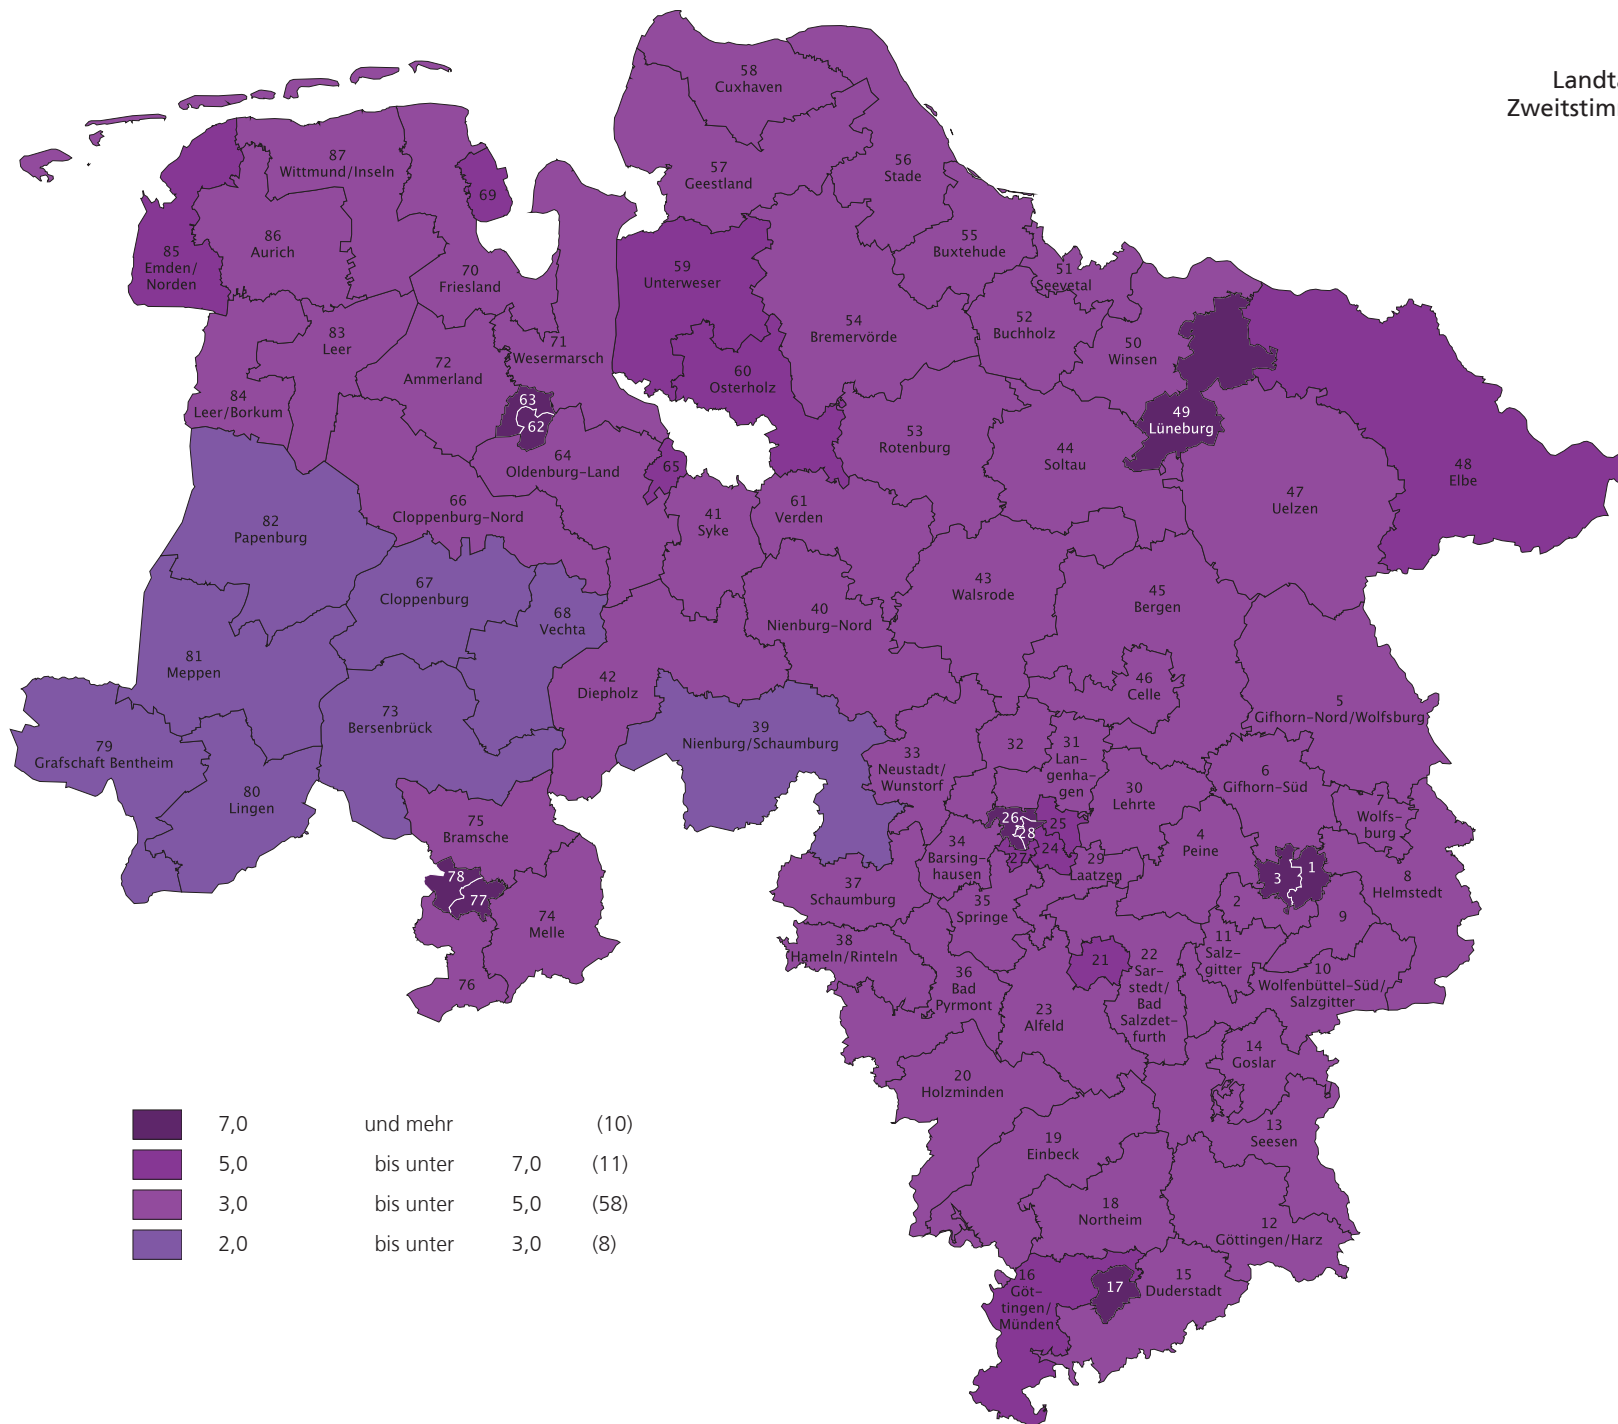 Landta
Zweitstim
58
Cuxhaven
87
Wittmund/Inseln
57
Geestland
56
Stade
69
86
Aurich
85
Emden/
Norden
70
Friesland
59
Unterweser
55
Buxtehude
51
Seevetal
83
Leer
71
Wesermarsch
54
Bremervörde
52
Buchholz
50
Winsen
72
Ammerland
60
Osterholz
84
Leer/Borkum
63
62
49
Lüneburg
64
Oldenburg-Land
65
53
Rotenburg
44
Soltau
48
Elbe
66
Cloppenburg-Nord
41
Syke
61
Verden
47
Uelzen
82
Papenburg
67
Cloppenburg
68
Vechta
40
Nienburg-Nord
43
Walsrode
45
Bergen
81
Meppen
42
Diepholz
46
Celle
5
Gifhorn-Nord/Wolfsburg
73
Bersenbrück
39
Nienburg/Schaumburg
79
Grafschaft Bentheim
80
Lingen
33
Neustadt/
Wunstorf
32
31
Lan-
genha-
gen
30
Lehrte
6
Gifhorn-Süd
7
Wolfs-
burg
75
Bramsche
26
28
25
24
27
34
Barsing-
hausen
29
Laatzen
4
Peine
3
1
8
Helmstedt
78
77
37
Schaumburg
35
Springe
2
9
74
Melle
38
Hameln/Rinteln
36
Bad
Pyrmont
21
22
Sar-
stedt/
Bad
Salzdet-
furth
11
Salz-
gitter
10
Wolfenbüttel-Süd/
Salzgitter
76
23
Alfeld
14
Goslar
20
Holzminden
13
Seesen
19
Einbeck
18
Northeim
12
Göttingen/Harz
16
Göt-
tingen/
Münden
17
15
Duderstadt
7,0 und mehr (10)
5,0 bis unter 7,0 (11)
3,0 bis unter 5,0 (58)
2,0 bis unter 3,0 (8)